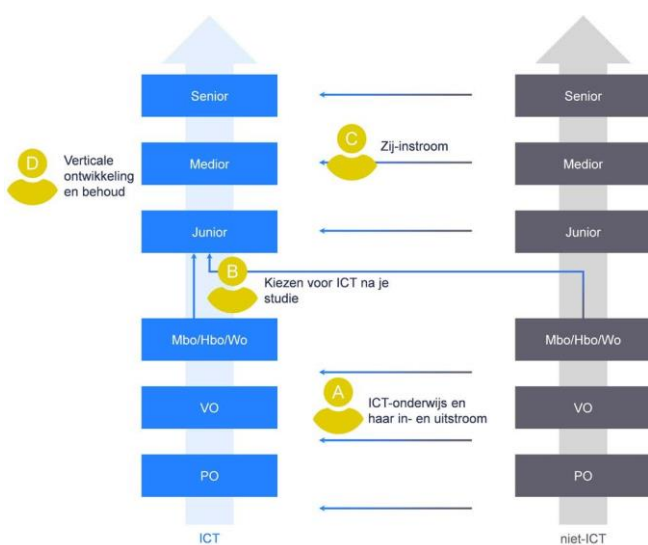 Senior
Senior
C
Zij-instroom
D
Verticale
ontwikkeling
en behoud
Medior
Medior
Junior
Junior
B
Kiezen voor ICT na je
studie
Mbo/Hbo/Wo
Mbo/Hbo/Wo
A
ICT-onderwijs en
haar in- en uitstroom
VO
VO
PO
PO
ICT
niet-ICT